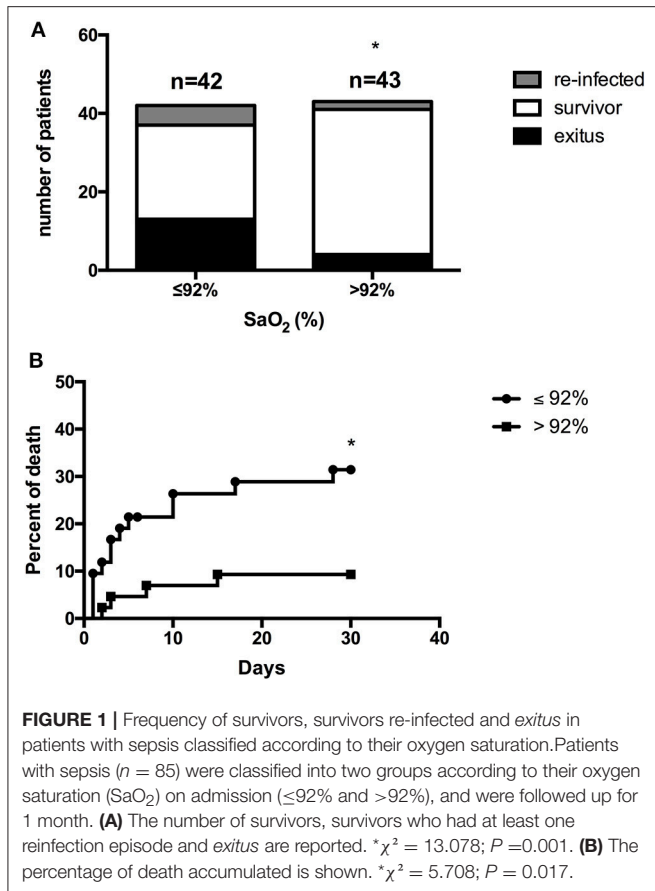 A
60
40
20
0
number of patients
n=42
*
n=43
≤92%
>92%
SaO₂ (%)
re-infected
survivor
exitus
B
50
40
30
20
10
0
Percent of death
*
0
10
20
30
40
Days
≤ 92%
> 92%
FIGURE 1 | Frequency of survivors, survivors re-infected and exitus in
patients with sepsis classified according to their oxygen saturation.Patients
with sepsis (n = 85) were classified into two groups according to their oxygen
saturation (SaO₂) on admission (≤92% and >92%), and were followed up for
1 month. (A) The number of survivors, survivors who had at least one
reinfection episode and exitus are reported. *χ² = 13.078; P =0.001. (B) The
percentage of death accumulated is shown. *χ² = 5.708; P = 0.017.